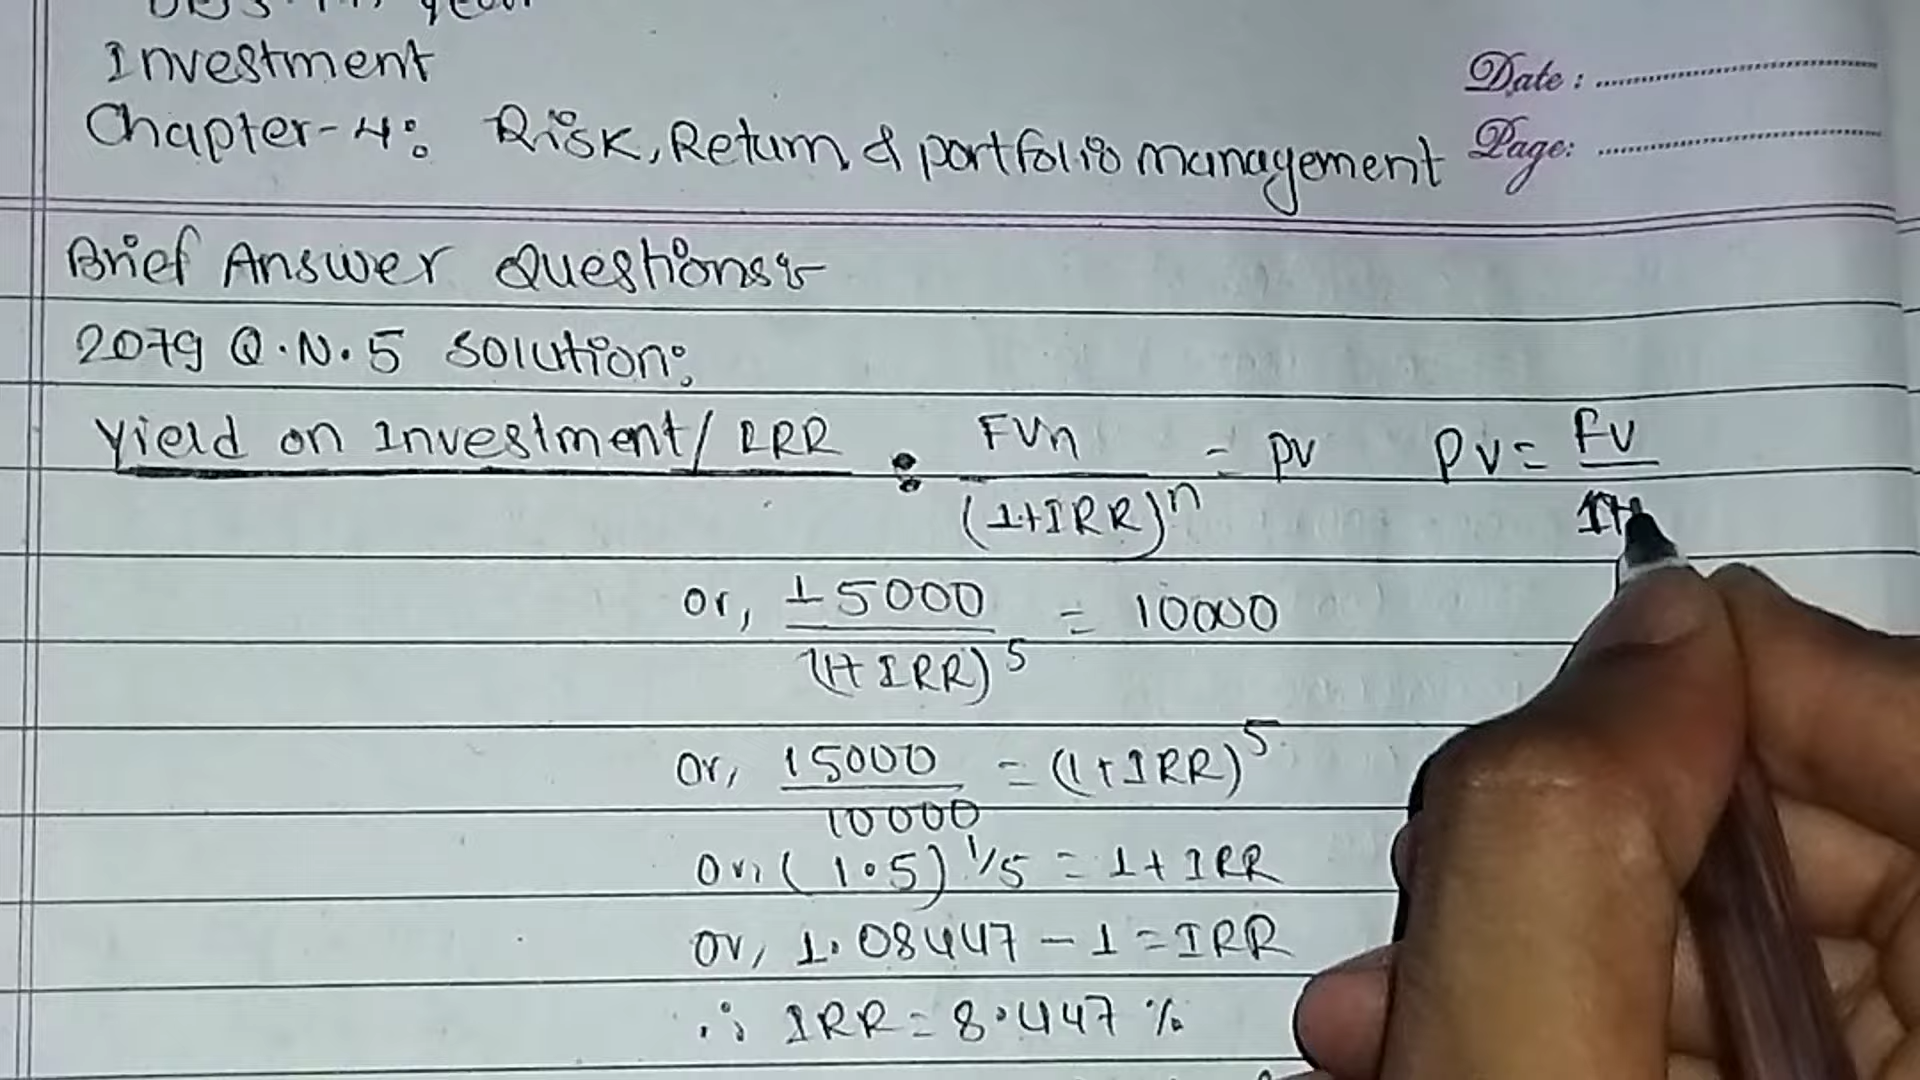 Investment
Date :
Chapter-4: Risk, Return, & portfolio management
Page:
Brief Answer Questions:-
2079 Q.N.5 Solution:
Yield on Investment/IRR : FVn / (1+IRR)^n = PV PV = FV / 1+
or, 15000 / (1+IRR)^5 = 10000
or, 15000 / 10000 = (1+IRR)^5
or, (1.5)^1/5 = 1+IRR
or, 1.08447 - 1 = IRR
∴ IRR = 8.447 %